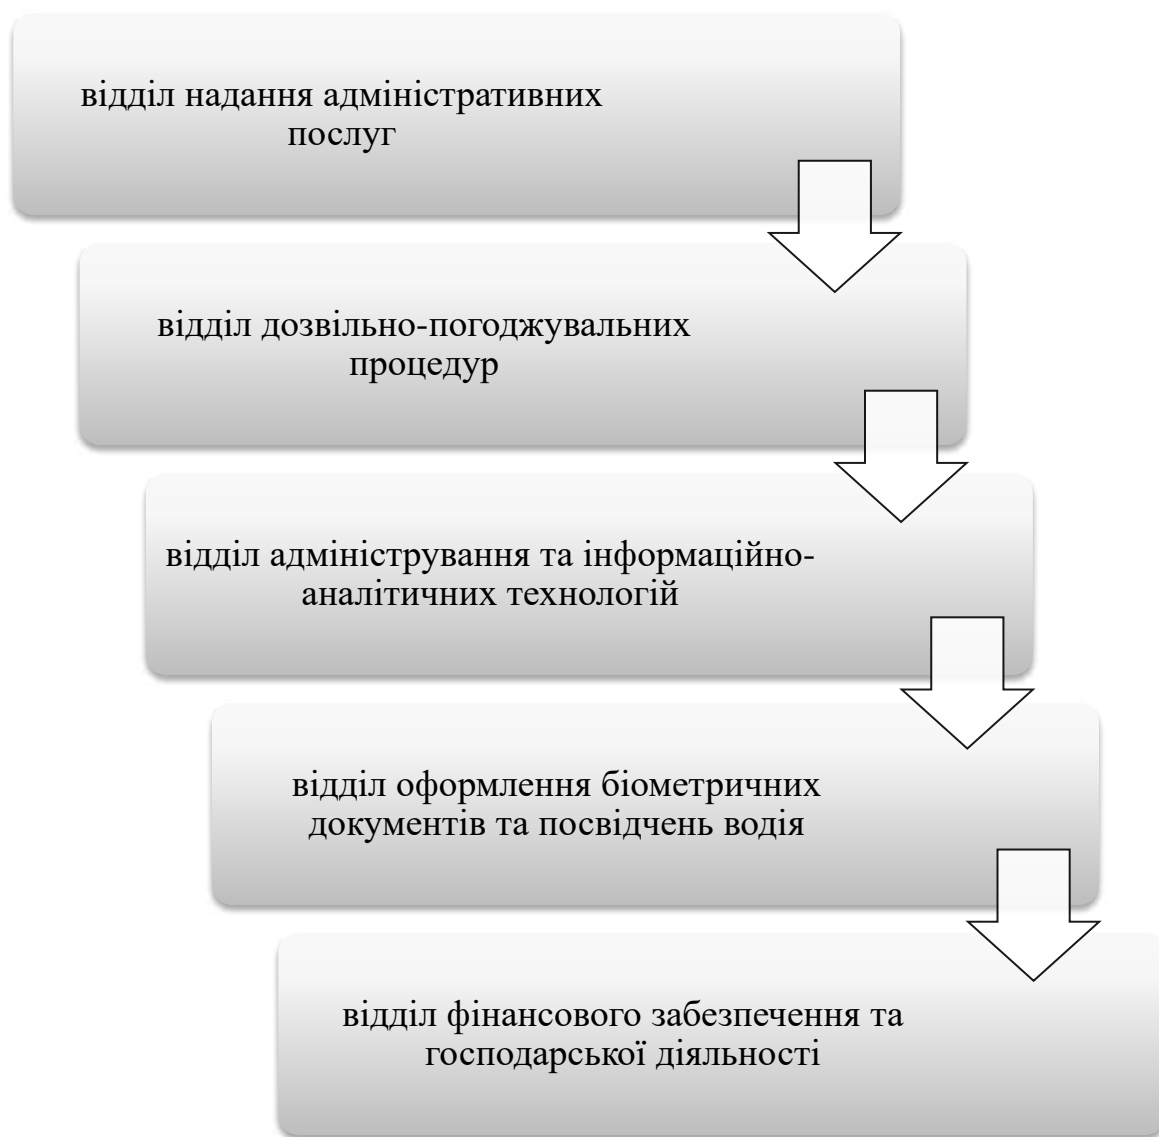 відділ надання адміністративних
послуг
відділ дозвільно-погоджувальних
процедур
відділ адміністрування та інформаційно-
аналітичних технологій
відділ оформлення біометричних
документів та посвідчень водія
відділ фінансового забезпечення та
господарської діяльності